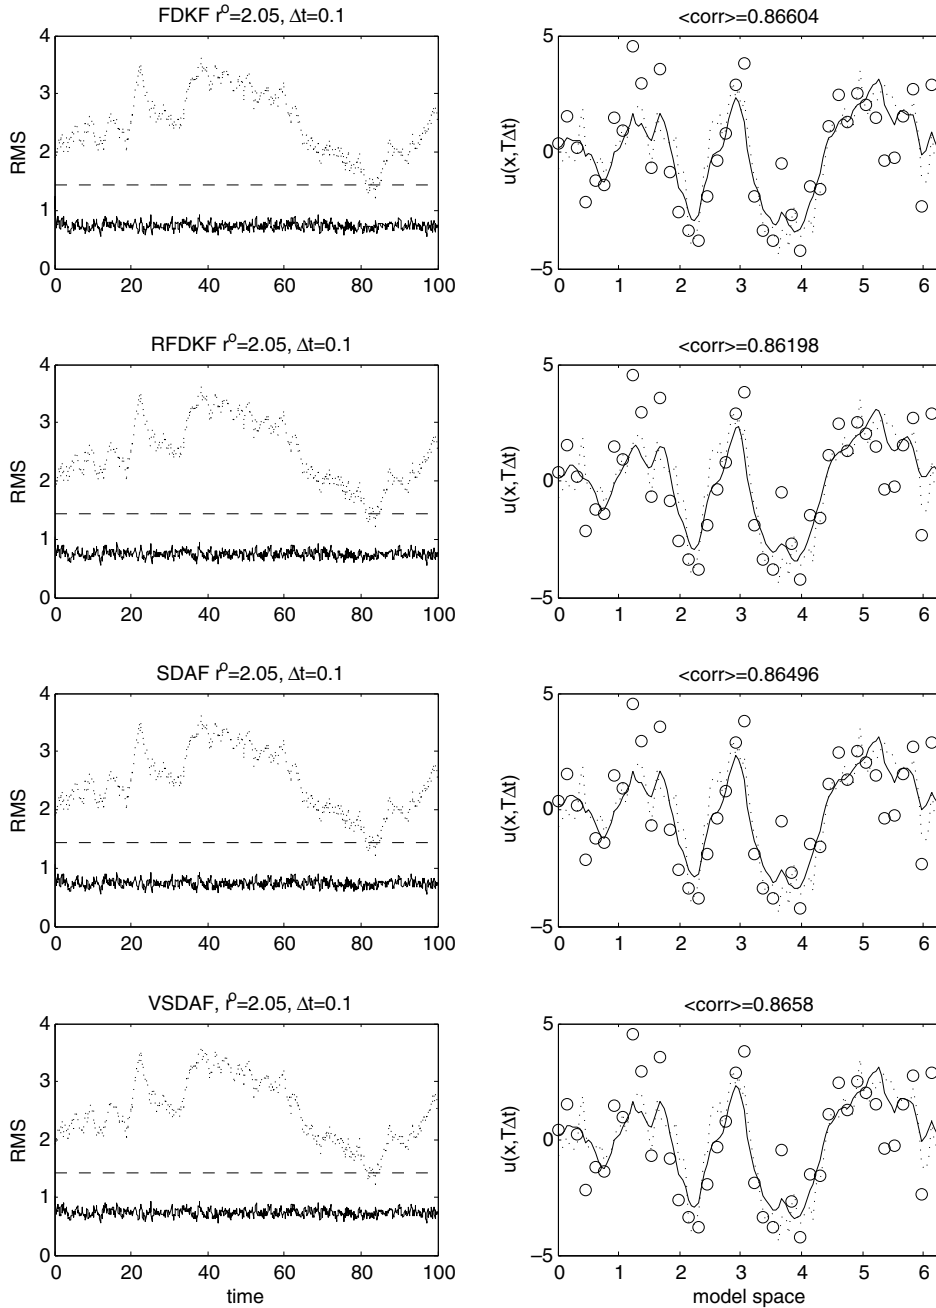 FDKF rº=2.05, Δt=0.1
<corr>=0.86604
4
3
2
1
0
RMS
0 20 40 60 80 100
5
0
−5
u(x,TΔt)
0 1 2 3 4 5 6
RFDKF rº=2.05, Δt=0.1
<corr>=0.86198
4
3
2
1
0
RMS
0 20 40 60 80 100
5
0
−5
u(x,TΔt)
0 1 2 3 4 5 6
SDAF rº=2.05, Δt=0.1
<corr>=0.86496
4
3
2
1
0
RMS
0 20 40 60 80 100
5
0
−5
u(x,TΔt)
0 1 2 3 4 5 6
VSDAF, rº=2.05, Δt=0.1
<corr>=0.8658
4
3
2
1
0
RMS
0 20 40 60 80 100
time
5
0
−5
u(x,TΔt)
0 1 2 3 4 5 6
model space